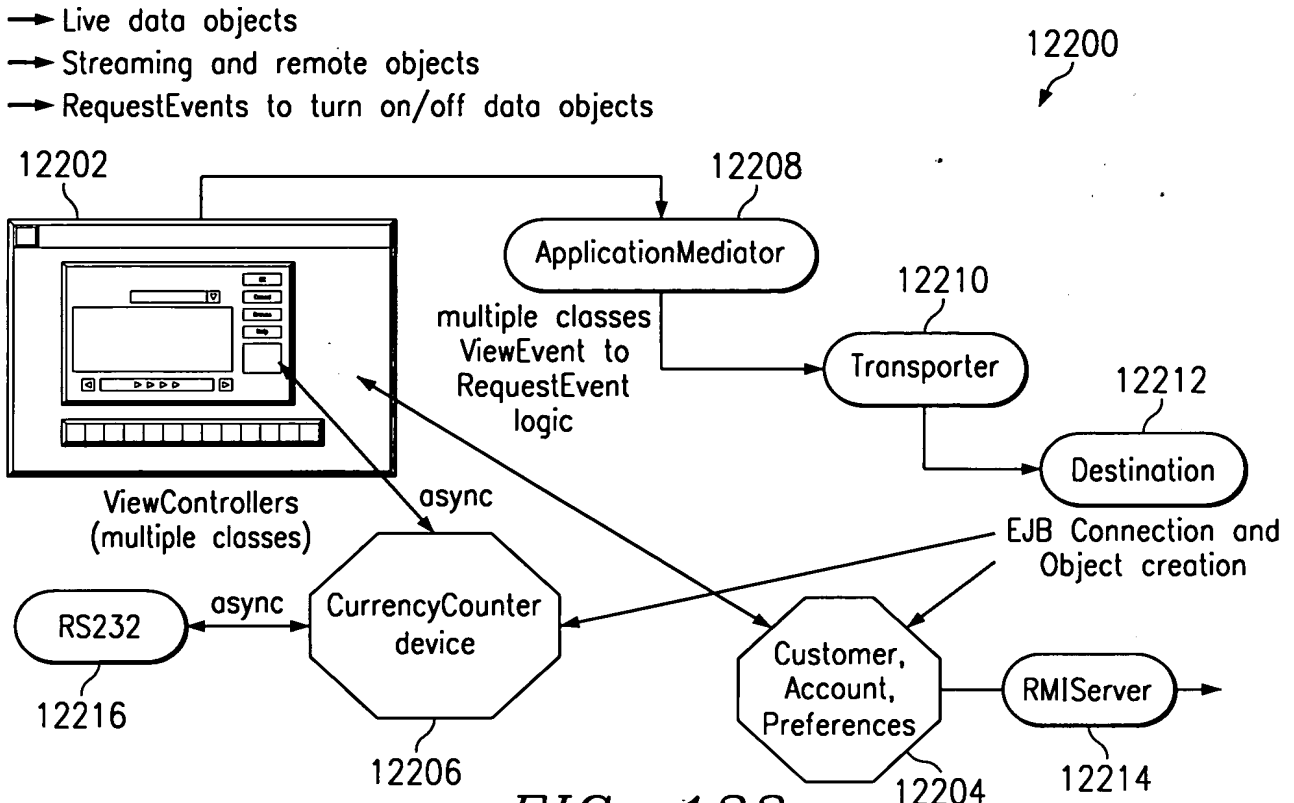 → Live data objects
→ Streaming and remote objects
→ RequestEvents to turn on/off data objects
12200
12202
12208
ApplicationMediator
12210
multiple classes
ViewEvent to
RequestEvent
logic
Transporter
12212
Destination
ViewControllers
(multiple classes)
async
EJB Connection and
Object creation
RS232
async
CurrencyCounter
device
Customer,
Account,
Preferences
RMIServer
12216
12206
12204
12214